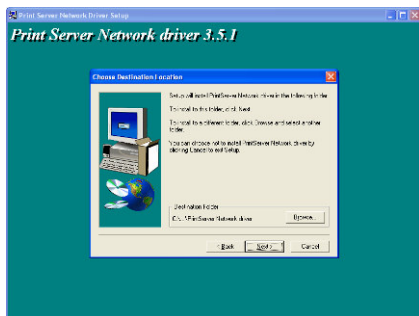 Print Server Network Driver Setup
Print Server Network driver 3.5.1
Choose Destination Location
Setup will install PrintServer Network driver in the following folder.
To install to this folder, click Next.
To install to a different folder, click Browse and select another
folder.
You can choose not to install PrintServer Network driver by
clicking Cancel to exit Setup.
Destination Folder
C:\...\PrintServer Network driver
Browse...
< Back
Next >
Cancel